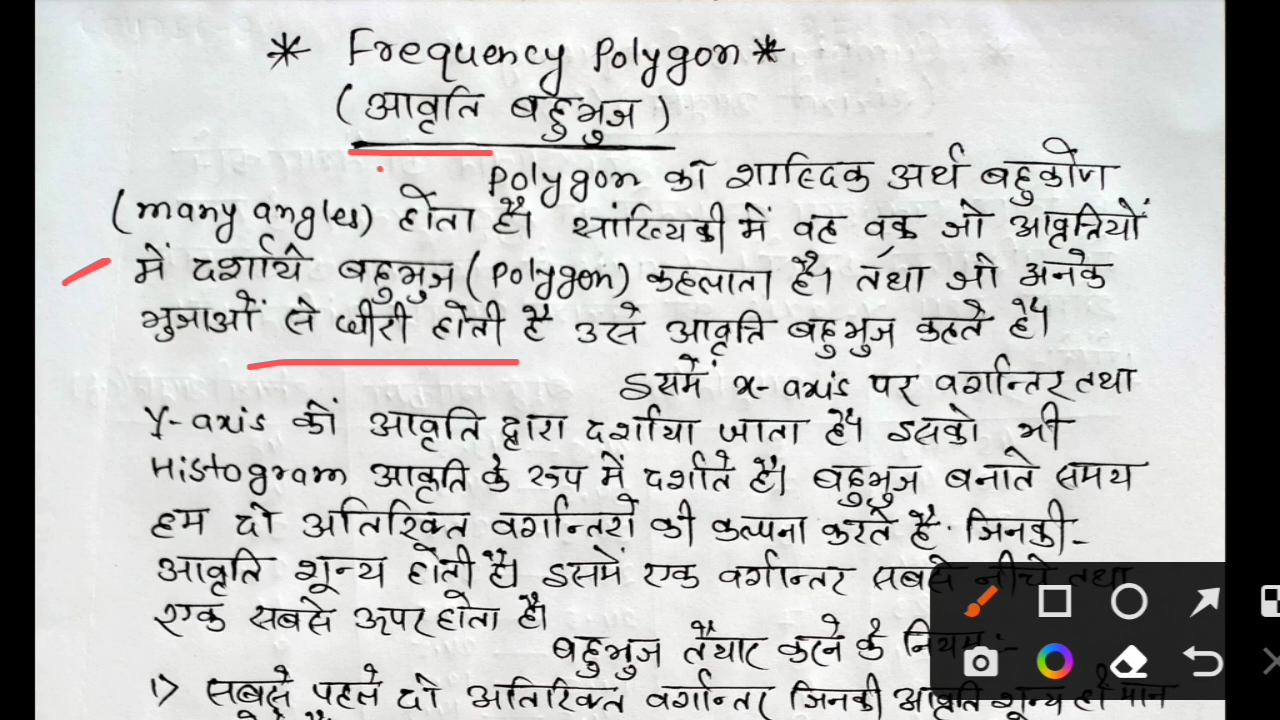 * Frequency Polygon *
(आवृति बहुभुज)
Polygon का शाब्दिक अर्थ बहुकोण
(many angles) होता है। सांख्यिकी में वह वक्र जो आवृत्तियों
में दर्शाये बहुभुज (Polygon) कहलाता है। तथा जो अनेक
भुजाओं से घीरी होती है उसे आवृत्ति बहुभुज कहते है।
इसमें x-axis पर वर्गान्तर तथा
Y-axis को आवृति द्वारा दर्शाया जाता है। इसको भी
Histogram आकृति के रूप में दर्शाते है। बहुभुज बनाते समय
हम दो अतिरिक्त वर्गान्तरों की कल्पना करते है जिनकी-
आवृति शून्य होती है। इसमें एक वर्गान्तर सबसे नीचे तथा
एक सबसे ऊपर होता है।
बहुभुज तैयार करने के नियम:-
1> सबसे पहले दो अतिरिक्त वर्गान्तर जिनकी आवृति शून्य हो मान